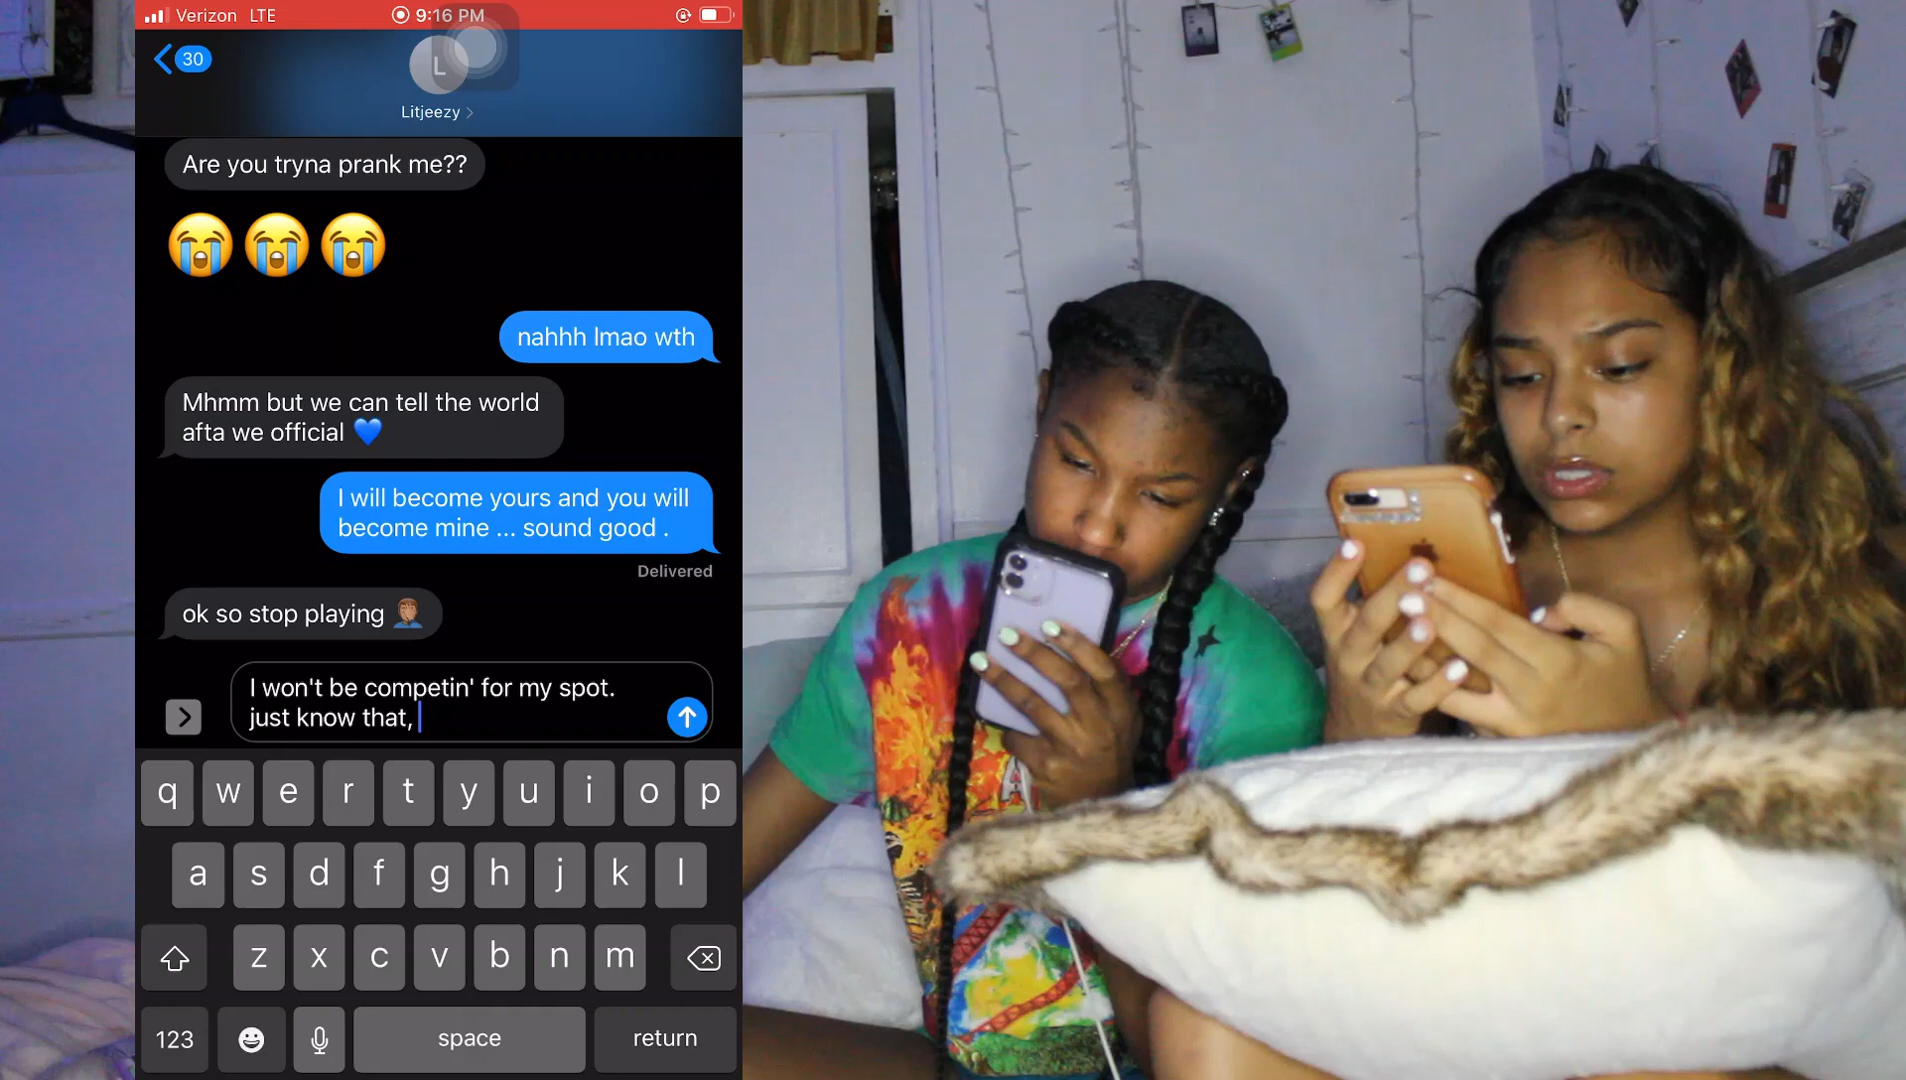 Verizon LTE 9:16 PM
30
L
Litjeezy
Are you tryna prank me??
😭😭😭
nahhh lmao wth
Mhmm but we can tell the world
afta we official 💙
I will become yours and you will
become mine ... sound good .
Delivered
ok so stop playing 🤦🏽‍♂️
I won't be competin' for my spot.
just know that,
q w e r t y u i o p
a s d f g h j k l
z x c v b n m
123 space return